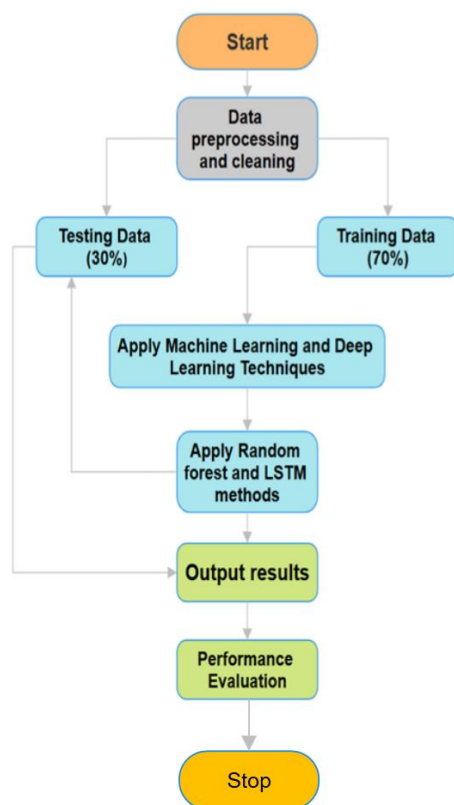 Start
Data
preprocessing
and cleaning
Testing Data
(30%)
Training Data
(70%)
Apply Machine Learning and Deep
Learning Techniques
Apply Random
forest and LSTM
methods
Output results
Performance
Evaluation
Stop